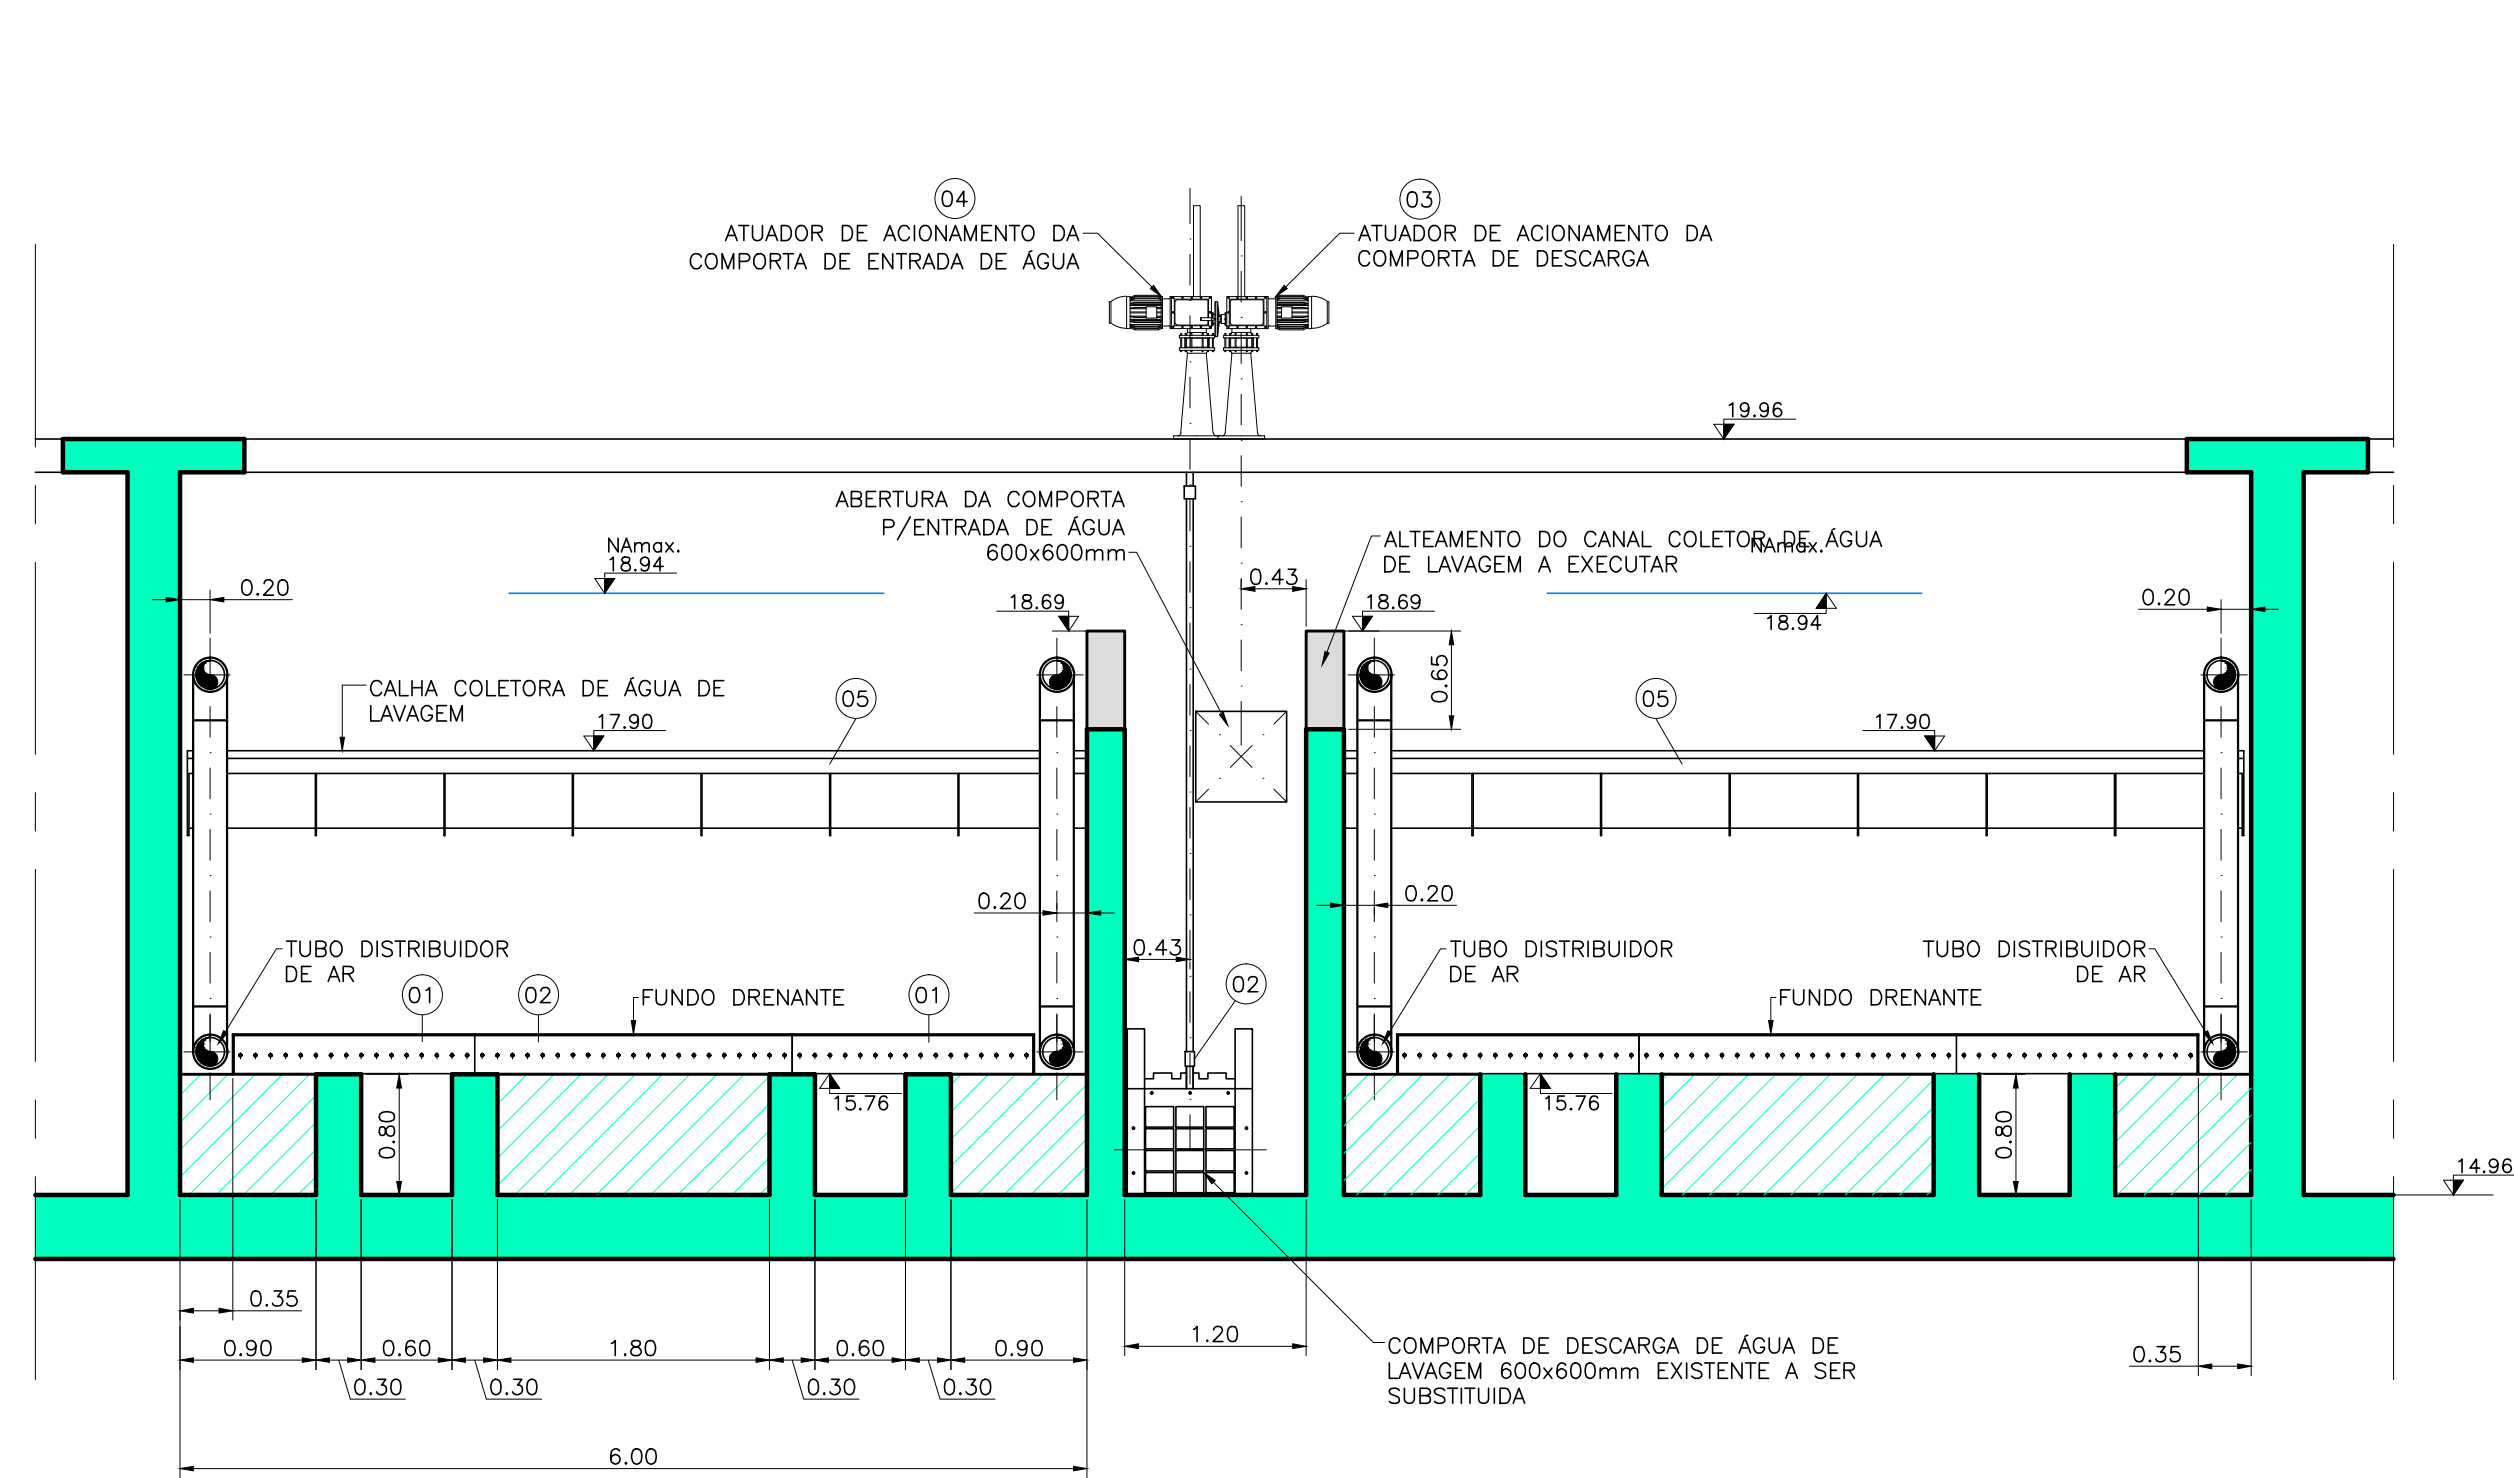 04
03
ATUADOR DE ACIONAMENTO DA
COMPORTA DE ENTRADA DE ÁGUA
ATUADOR DE ACIONAMENTO DA
COMPORTA DE DESCARGA
19.96
ABERTURA DA COMPORTA
P/ENTRADA DE ÁGUA
600x600mm
ALTEAMENTO DO CANAL COLETOR DE ÁGUA
DE LAVAGEM A EXECUTAR
NAmax.
18.94
NAmax.
18.94
0.20
0.43
18.69
18.69
0.20
0.65
CALHA COLETORA DE ÁGUA DE
LAVAGEM
17.90
05
05
17.90
0.20
0.20
0.43
TUBO DISTRIBUIDOR
DE AR
01
02
FUNDO DRENANTE
01
02
TUBO DISTRIBUIDOR
DE AR
FUNDO DRENANTE
TUBO DISTRIBUIDOR
DE AR
0.80
15.76
15.76
0.80
14.96
0.35
0.90
0.60
1.80
0.60
0.90
1.20
0.35
0.30
0.30
0.30
0.30
COMPORTA DE DESCARGA DE ÁGUA DE
LAVAGEM 600x600mm EXISTENTE A SER
SUBSTITUIDA
6.00